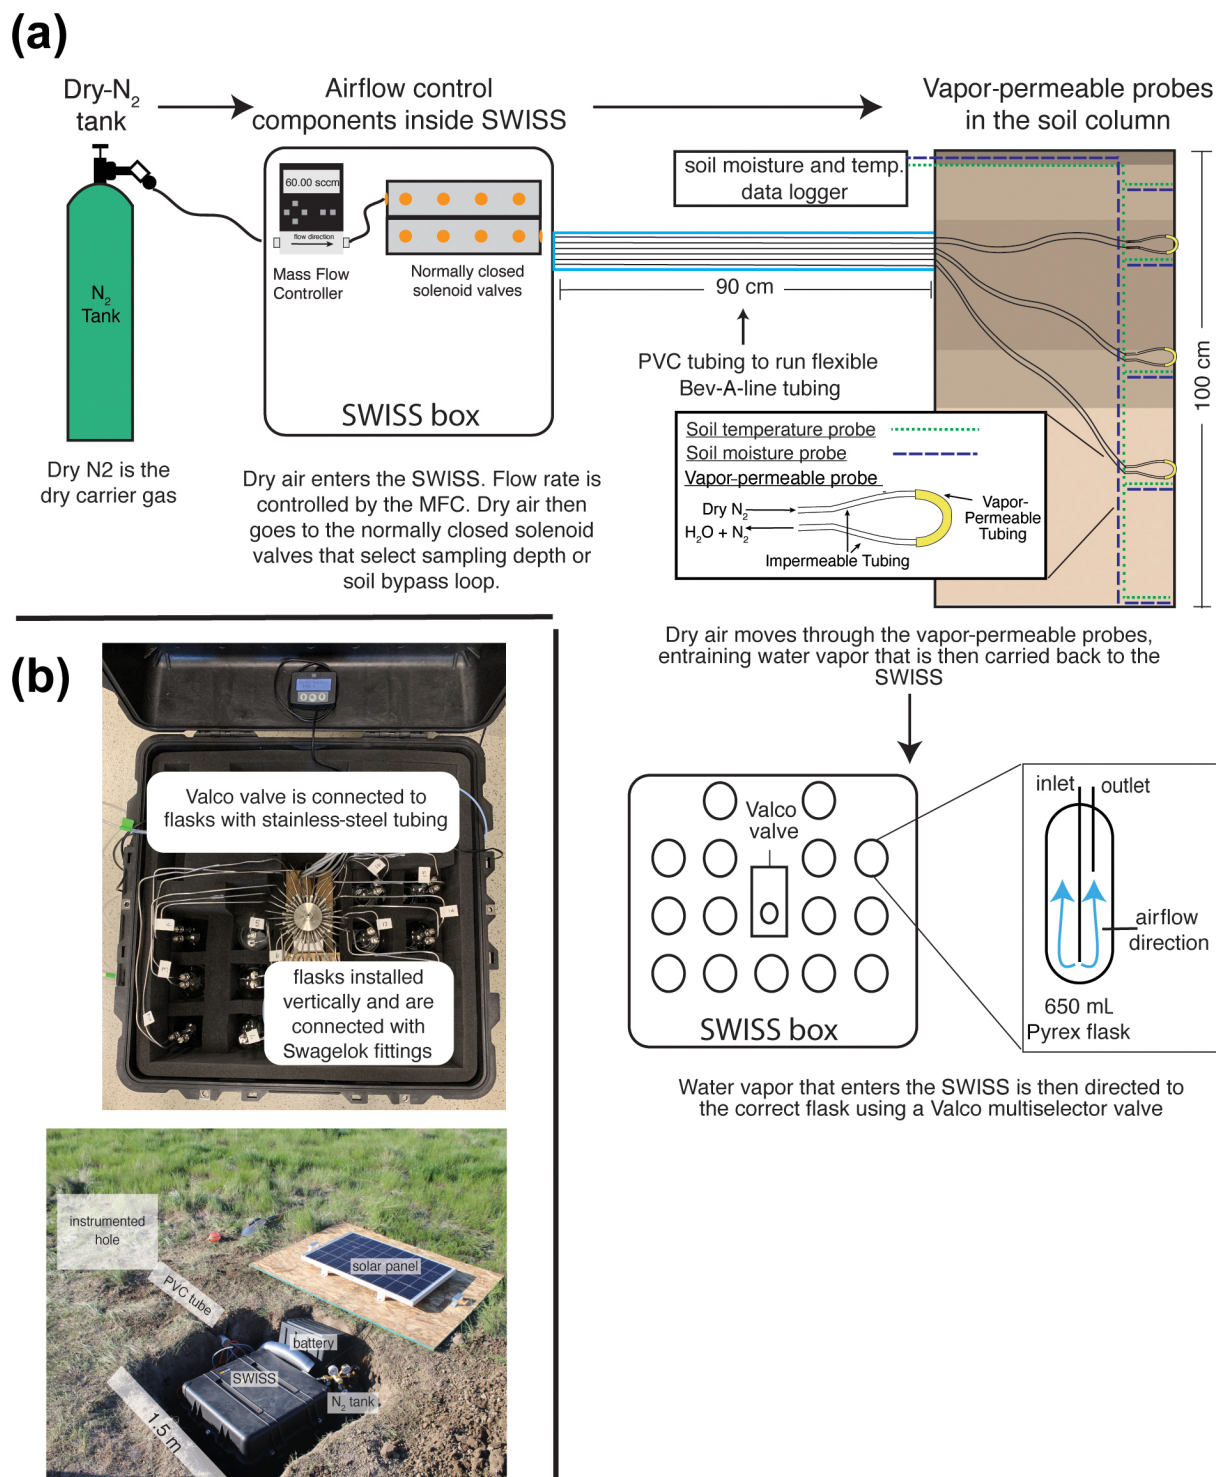 (a)
Dry-N₂
tank
Airflow control
components inside SWISS
Vapor-permeable probes
in the soil column
60.00 sccm
flow direction
Mass Flow
Controller
Normally closed
solenoid valves
N₂
Tank
SWISS box
soil moisture and temp.
data logger
90 cm
PVC tubing to run flexible
Bev-A-line tubing
100 cm
Soil temperature probe
Soil moisture probe
Vapor-permeable probe
Dry N₂
H₂O + N₂
Vapor-
Permeable
Tubing
Impermeable Tubing
Dry N2 is the
dry carrier gas
Dry air enters the SWISS. Flow rate is
controlled by the MFC. Dry air then
goes to the normally closed solenoid
valves that select sampling depth or
soil bypass loop.
Dry air moves through the vapor-permeable probes,
entraining water vapor that is then carried back to the
SWISS
Valco
valve
SWISS box
inlet
outlet
airflow
direction
650 mL
Pyrex flask
Water vapor that enters the SWISS is then directed to
the correct flask using a Valco multiselector valve
(b)
Valco valve is connected to
flasks with stainless-steel tubing
flasks installed
vertically and are
connected with
Swagelok fittings
instrumented
hole
PVC tube
solar panel
battery
SWISS
N₂ tank
1.5 m